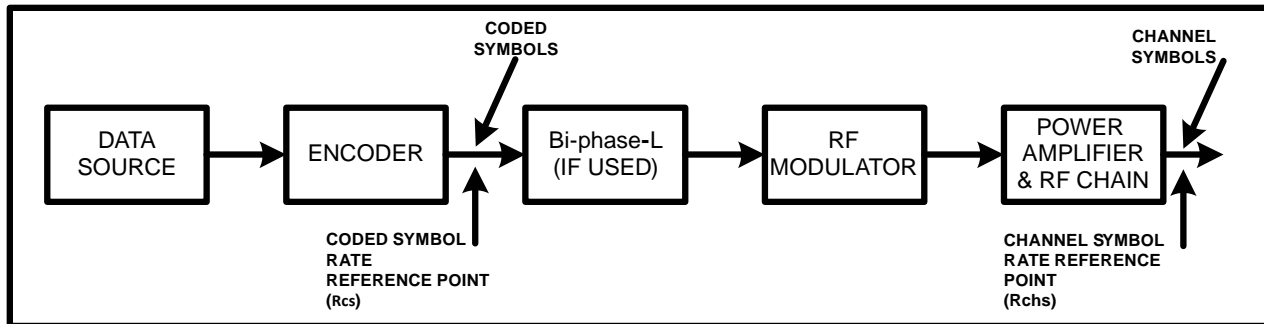 CODED
SYMBOLS
CHANNEL
SYMBOLS
DATA
SOURCE
ENCODER
Bi-phase-L
(IF USED)
RF
MODULATOR
POWER
AMPLIFIER
& RF CHAIN
CODED SYMBOL
RATE
REFERENCE POINT
(Rcs)
CHANNEL SYMBOL
RATE REFERENCE
POINT
(Rchs)